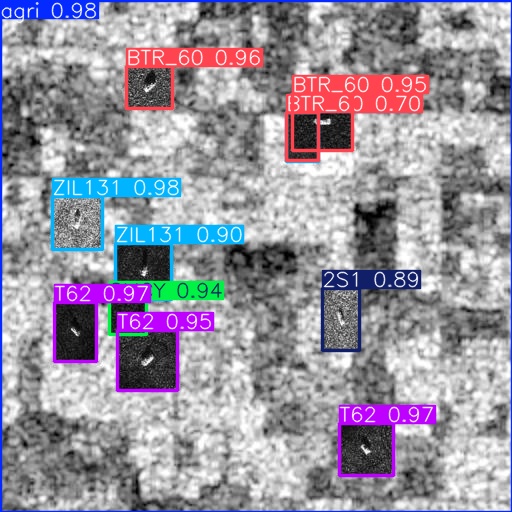 agri 0.98
BTR_60 0.96
BTR_60 0.95
BTR_60 0.70
ZIL131 0.98
ZIL131 0.90
2S1 0.89
T62 0.97
Y 0.94
T62 0.95
T62 0.97